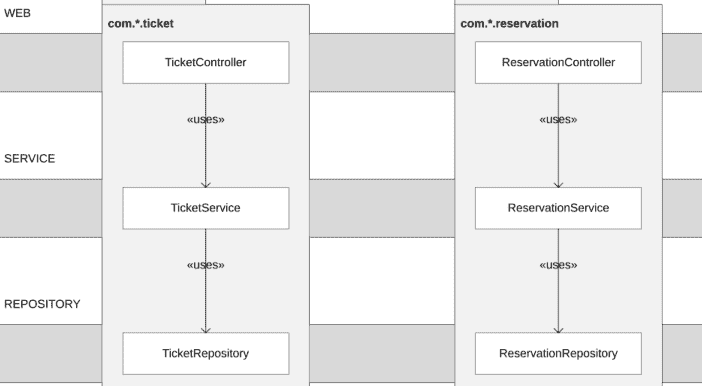 WEB
com.*.ticket
com.*.reservation
TicketController
ReservationController
«uses»
«uses»
SERVICE
TicketService
ReservationService
«uses»
«uses»
REPOSITORY
TicketRepository
ReservationRepository